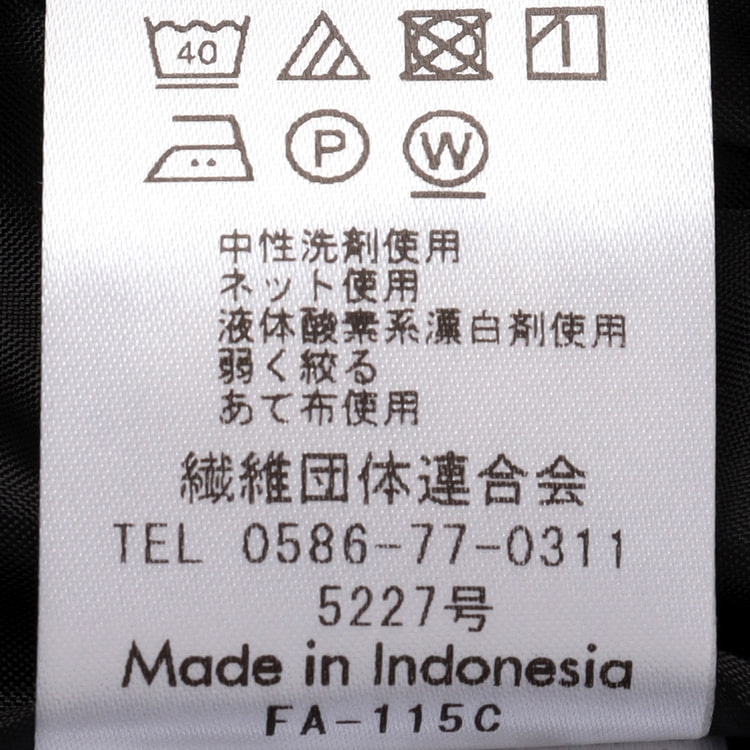 40
P W
中性洗剤使用
ネット使用
液体酸素系漂白剤使用
弱く絞る
あて布使用
繊維団体連合会
TEL 0586-77-0311
5227号
Made in Indonesia
FA-115C